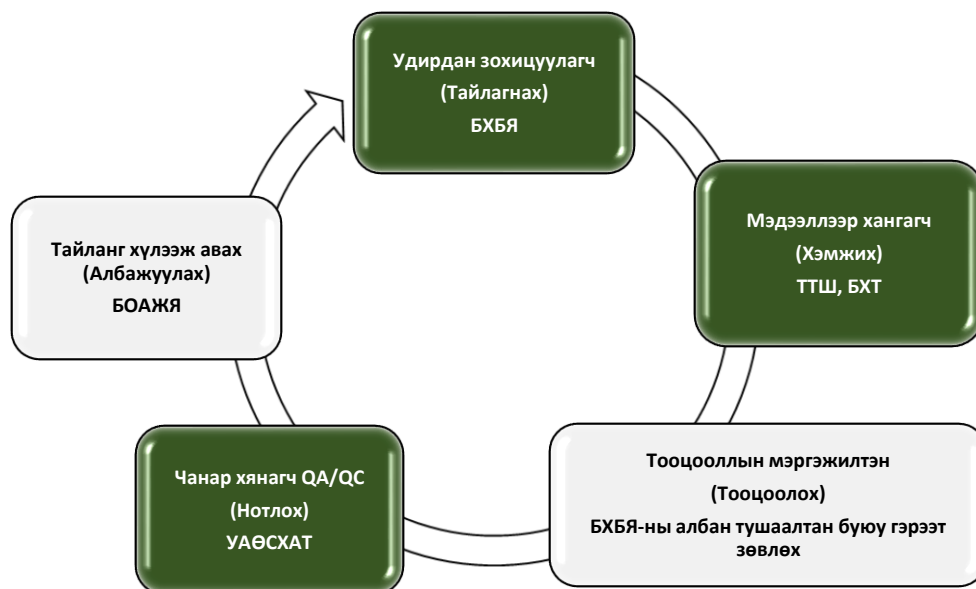 Удирдан зохицуулагч
(Тайлагнах)
БХБЯ
Мэдээллээр хангагч
(Хэмжих)
ТТШ, БХТ
Тооцооллын мэргэжилтэн
(Тооцоолох)
БХБЯ-ны албан тушаалтан буюу гэрээт
зөвлөх
Чанар хянагч QA/QC
(Нотлох)
УАӨСХАТ
Тайланг хүлээж авах
(Албажуулах)
БОАЖЯ